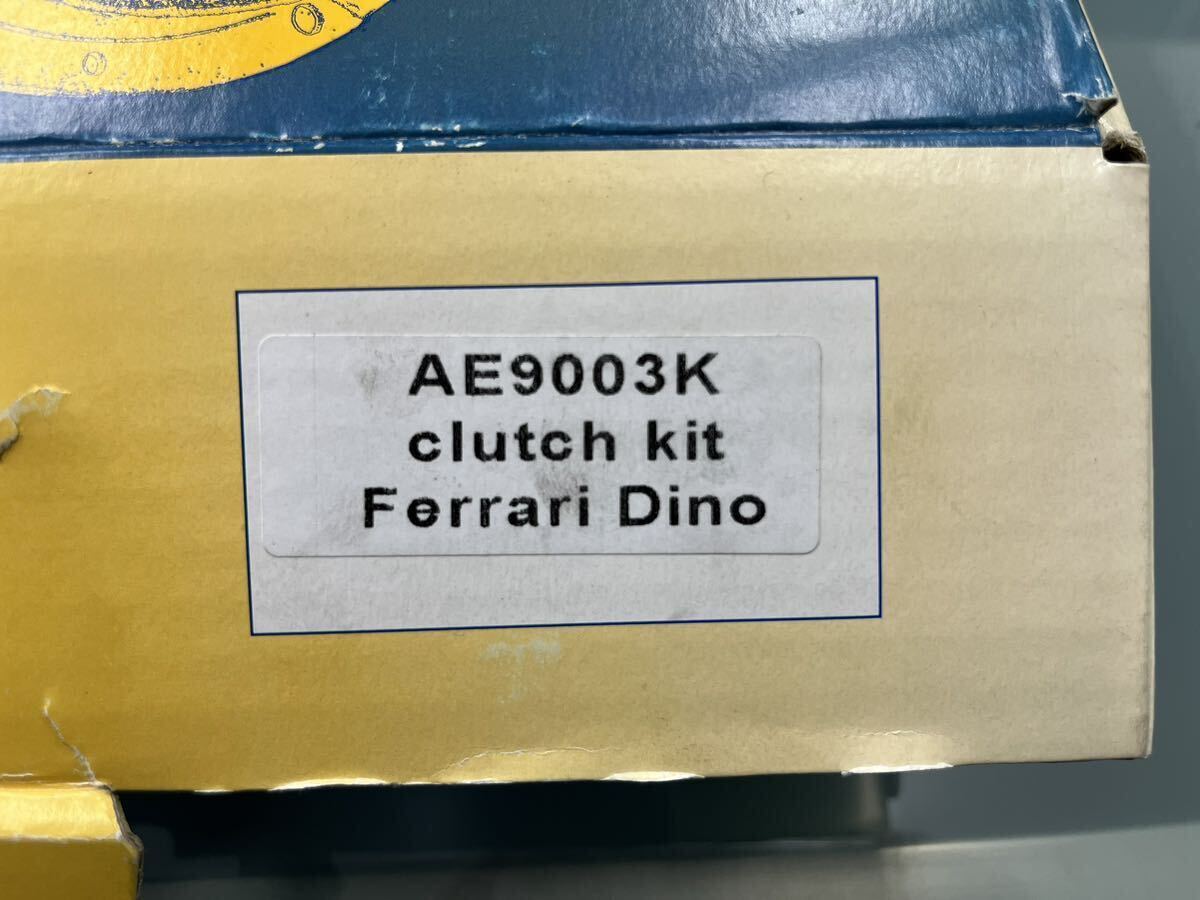 AE9003K
clutch kit
Ferrari Dino